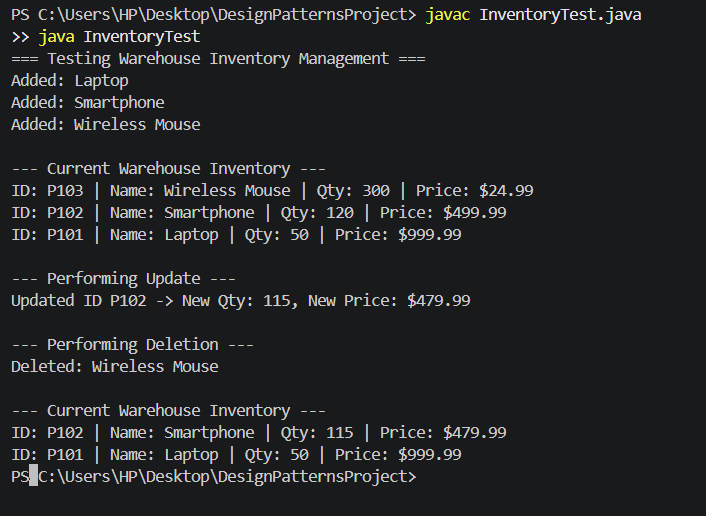 PS C:\Users\HP\Desktop\DesignPatternsProject> javac InventoryTest.java
>> java InventoryTest
=== Testing Warehouse Inventory Management ===
Added: Laptop
Added: Smartphone
Added: Wireless Mouse
--- Current Warehouse Inventory ---
ID: P103 | Name: Wireless Mouse | Qty: 300 | Price: $24.99
ID: P102 | Name: Smartphone | Qty: 120 | Price: $499.99
ID: P101 | Name: Laptop | Qty: 50 | Price: $999.99
--- Performing Update ---
Updated ID P102 -> New Qty: 115, New Price: $479.99
--- Performing Deletion ---
Deleted: Wireless Mouse
--- Current Warehouse Inventory ---
ID: P102 | Name: Smartphone | Qty: 115 | Price: $479.99
ID: P101 | Name: Laptop | Qty: 50 | Price: $999.99
PS C:\Users\HP\Desktop\DesignPatternsProject>